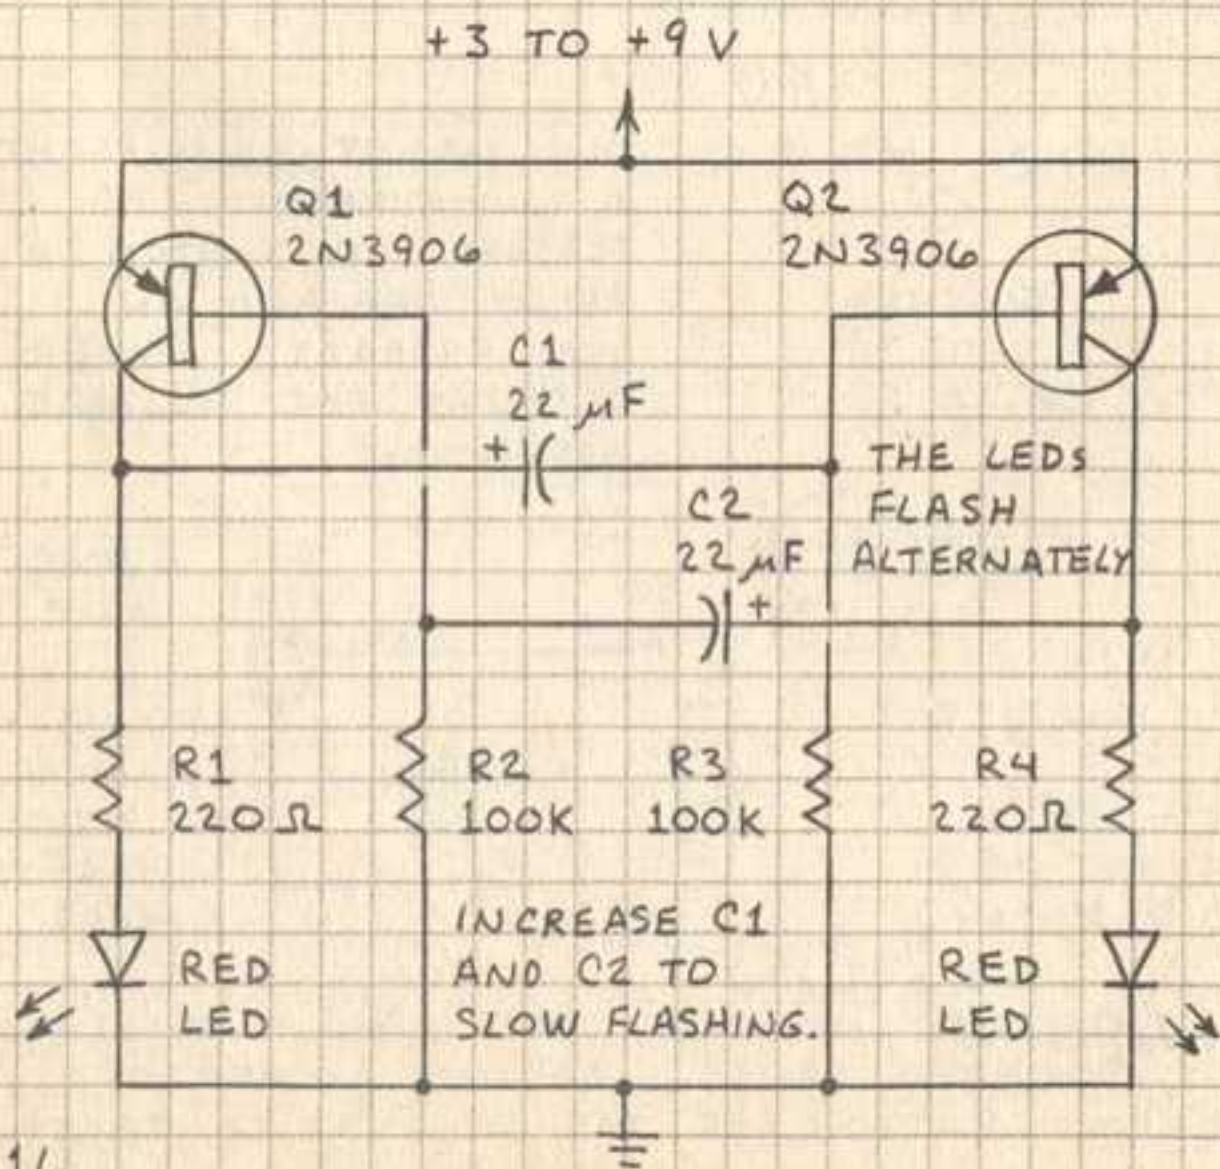 +3 TO +9 V
Q1
2N3906
Q2
2N3906
C1
22 µF
+
THE LEDs
FLASH
ALTERNATELY
C2
22 µF
+
R1
220Ω
R2
100K
R3
100K
R4
220Ω
INCREASE C1
AND C2 TO
SLOW FLASHING.
RED
LED
RED
LED